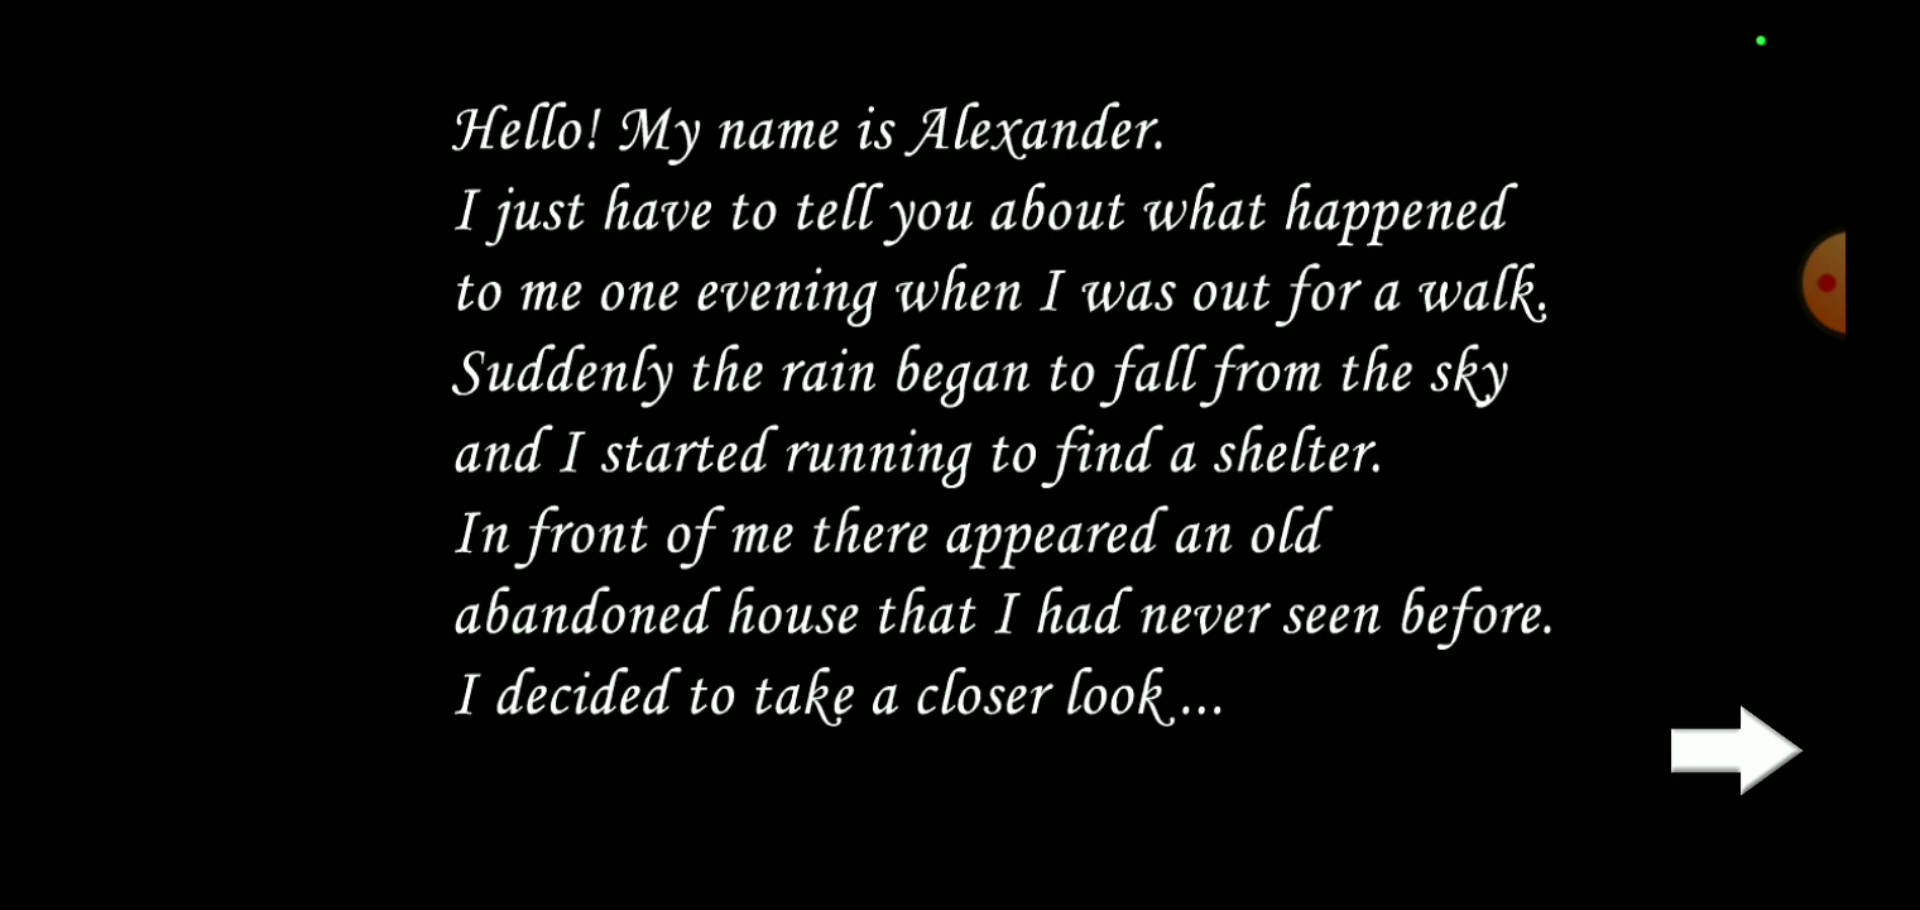 Hello! My name is Alexander.
I just have to tell you about what happened
to me one evening when I was out for a walk.
Suddenly the rain began to fall from the sky
and I started running to find a shelter.
In front of me there appeared an old
abandoned house that I had never seen before.
I decided to take a closer look...